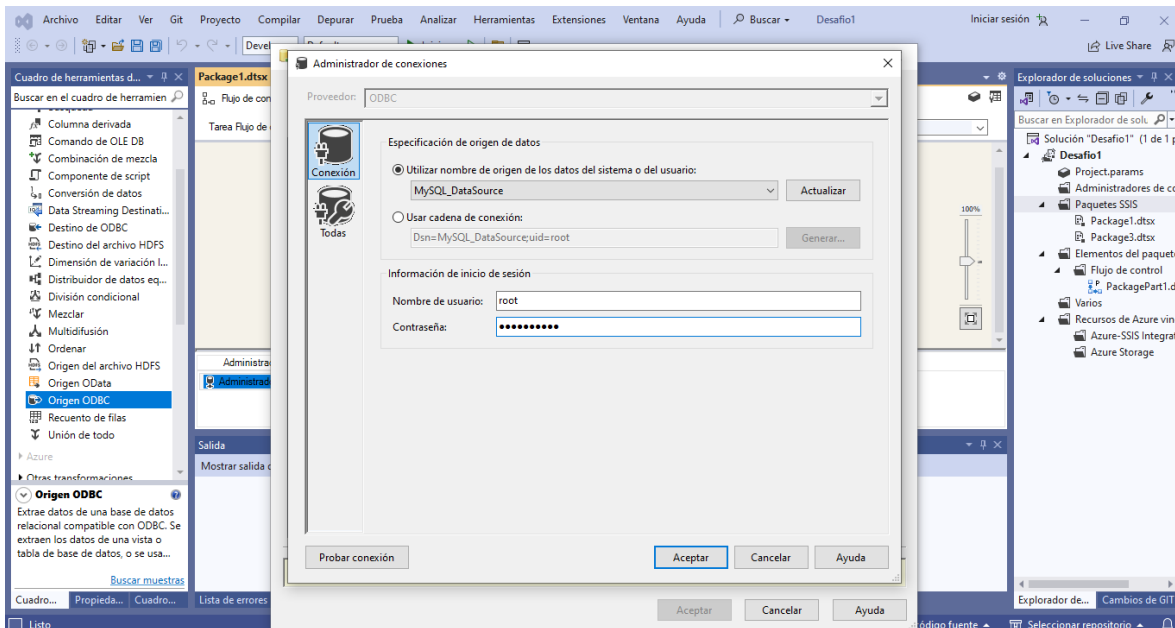 Archivo Editar Ver Git Proyecto Compilar Depurar Prueba Analizar Herramientas Extensiones Ventana Ayuda Buscar Desafio1 Iniciar sesión
Devel
Live Share
Cuadro de herramientas d...
Buscar en el cuadro de herramien
Columna derivada
Comando de OLE DB
Combinación de mezcla
Componente de script
Conversión de datos
Data Streaming Destinati...
Destino de ODBC
Destino del archivo HDFS
Dimensión de variación l...
Distribuidor de datos eq...
División condicional
Mezclar
Multidifusión
Ordenar
Origen del archivo HDFS
Origen OData
Origen ODBC
Recuento de filas
Unión de todo
Azure
Otras transformaciones
Origen ODBC
Extrae datos de una base de datos
relacional compatible con ODBC. Se
extraen los datos de una vista o
tabla de base de datos, o se usa...
Buscar muestras
Cuadro... Propieda... Cuadro...
Package1.dtsx
Flujo de con
Tarea Flujo de
100%
Administra
Administrad
Salida
Mostrar salida d
Lista de errores
Administrador de conexiones
Proveedor: ODBC
Conexión
Todas
Especificación de origen de datos
Utilizar nombre de origen de los datos del sistema o del usuario:
MySQL_DataSource Actualizar
Usar cadena de conexión:
Dsn=MySQL_DataSource;uid=root Generar...
Información de inicio de sesión
Nombre de usuario: root
Contraseña: ●●●●●●●●●●
Probar conexión Aceptar Cancelar Ayuda
Aceptar Cancelar Ayuda
Explorador de soluciones
Buscar en Explorador de solu
Solución "Desafio1" (1 de 1 p
Desafio1
Project.params
Administradores de co
Paquetes SSIS
Package1.dtsx
Package3.dtsx
Elementos del paquete
Flujo de control
PackagePart1.d
Varios
Recursos de Azure vin
Azure-SSIS Integrat
Azure Storage
Explorador de... Cambios de GIT
Listo
ódigo fuente Seleccionar repositorio